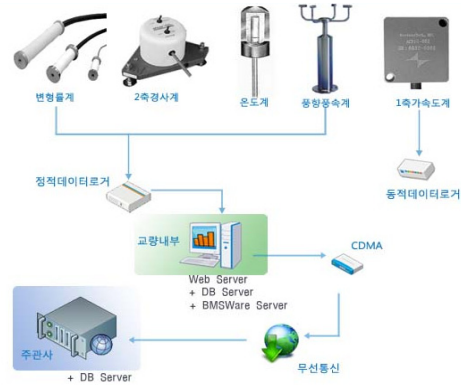 변형률계
2축경사계
온도계
풍향풍속계
1축가속도계
정적데이터로거
동적데이터로거
교량내부
CDMA
Web Server
+ DB Server
+ BMSWare Server
주관사
무선통신
+ DB Server